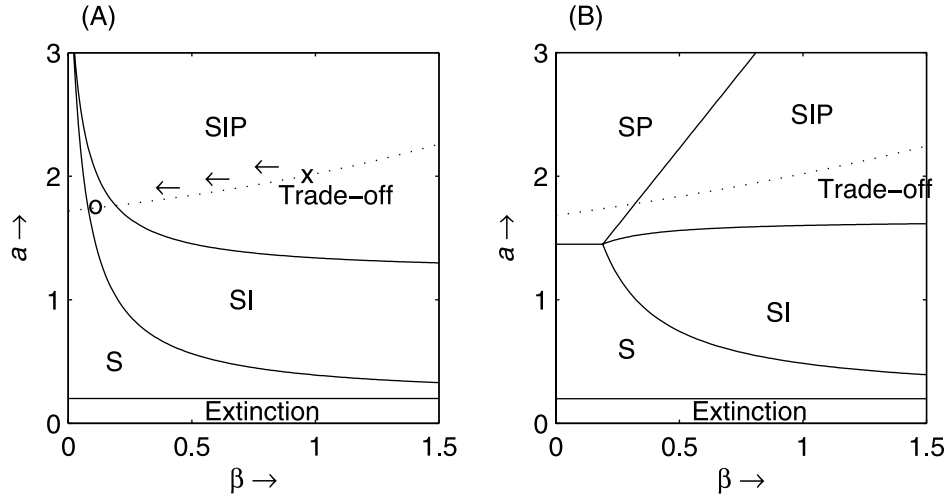 (A)
3
2
1
0
a →
SIP
← ← ← x
Trade–off
o
SI
S
Extinction
0
0.5
1
1.5
β →
(B)
3
2
1
0
a →
SP
SIP
Trade–off
SI
S
Extinction
0
0.5
1
1.5
β →